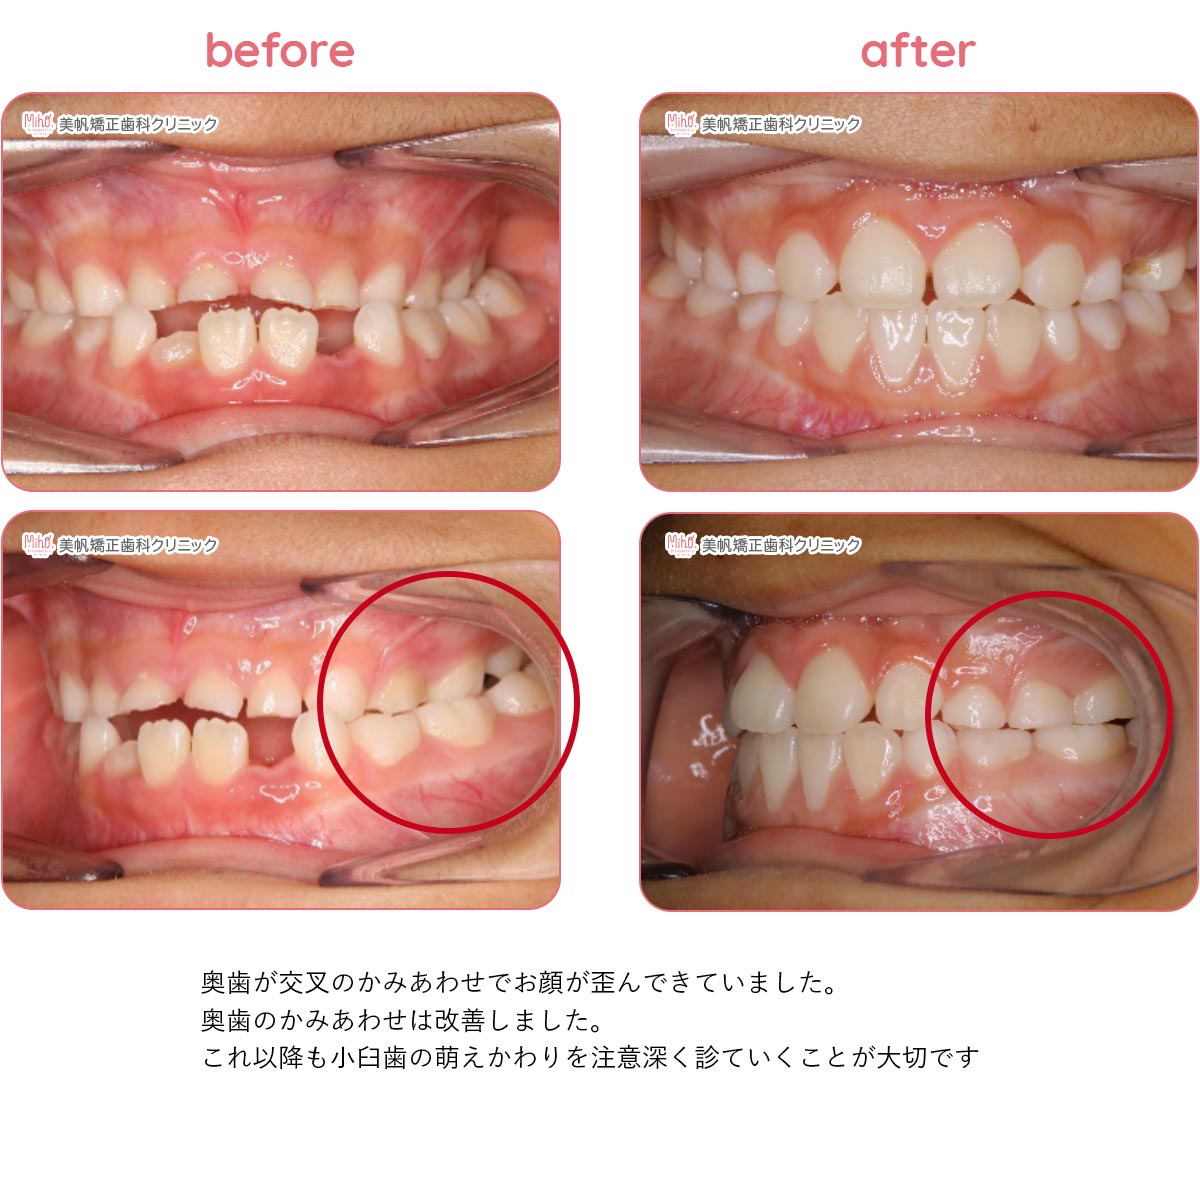 before
after
Miho 美帆矯正歯科クリニック
Miho 美帆矯正歯科クリニック
Miho 美帆矯正歯科クリニック
Miho 美帆矯正歯科クリニック
奥歯が交叉のかみあわせでお顔が歪んできていました。
奥歯のかみあわせは改善しました。
これ以降も小臼歯の萌えかわりを注意深く診ていくことが大切です